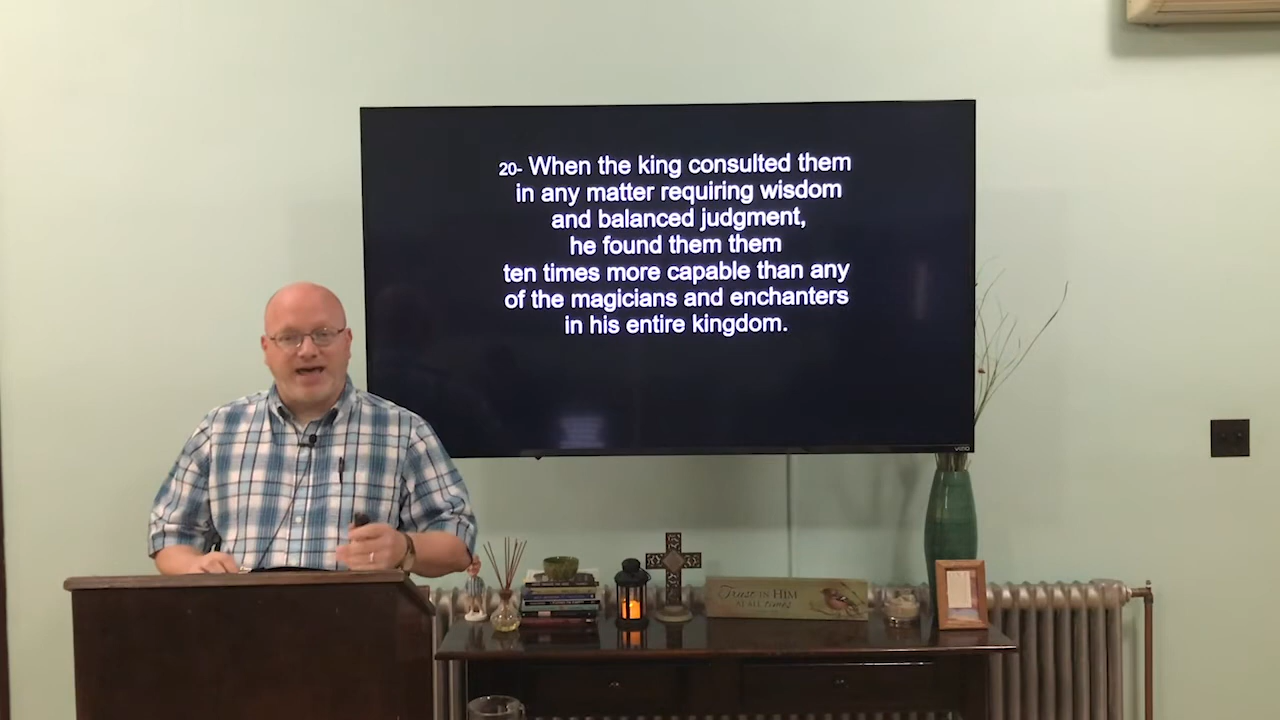 20- When the king consulted them
in any matter requiring wisdom
and balanced judgment,
he found them them
ten times more capable than any
of the magicians and enchanters
in his entire kingdom.
VIZIO
Trust in HIM
AT ALL times